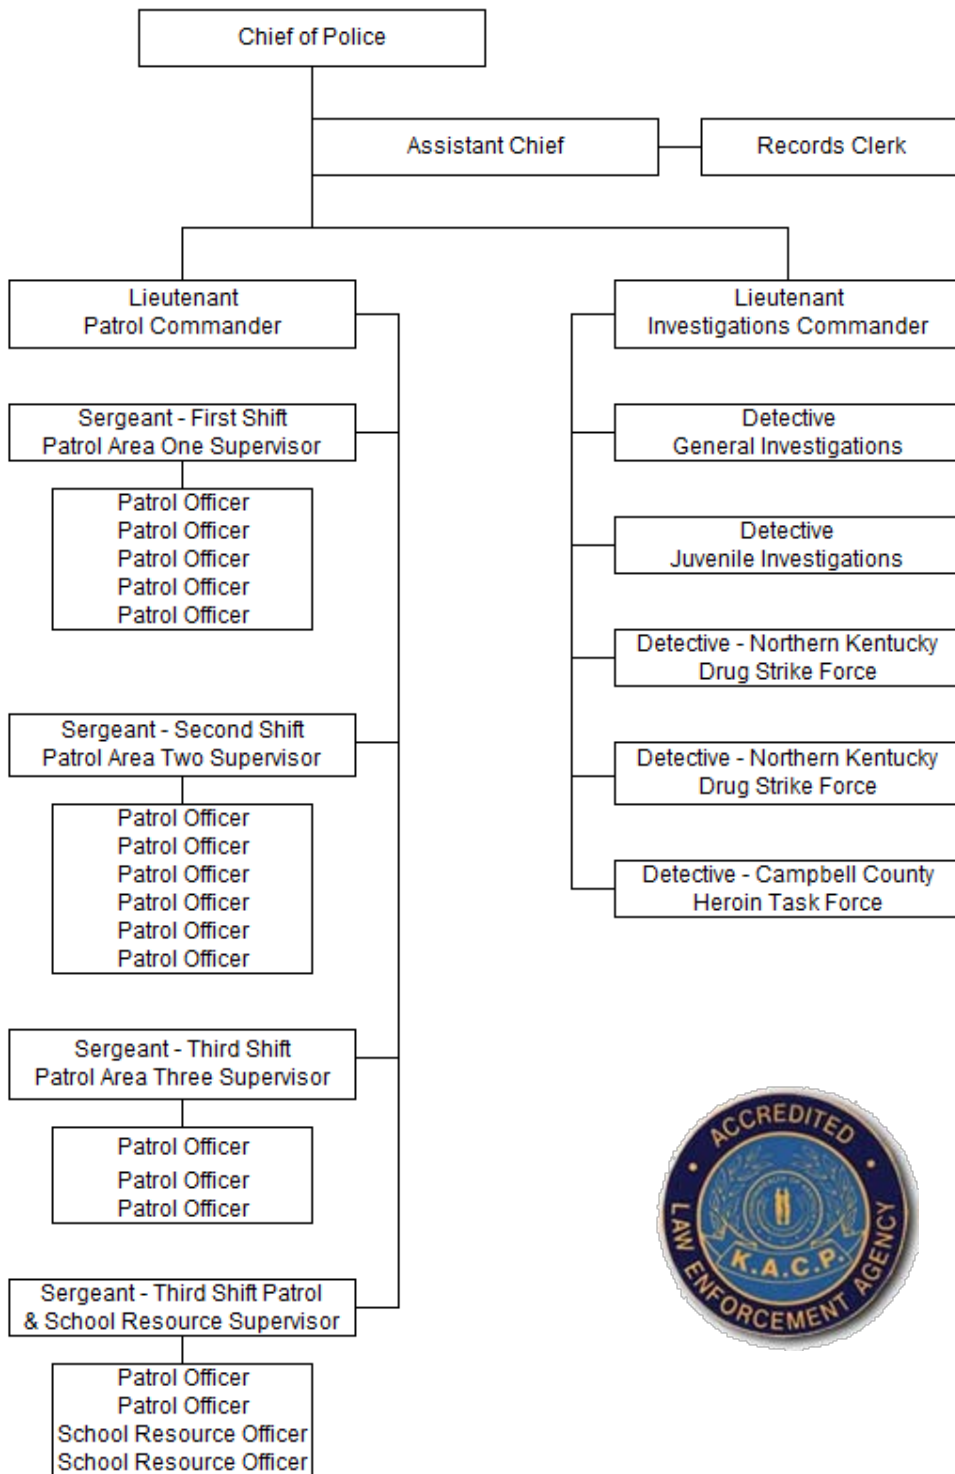 Chief of Police
Assistant Chief
Records Clerk
Lieutenant
Patrol Commander
Lieutenant
Investigations Commander
Sergeant - First Shift
Patrol Area One Supervisor
Patrol Officer
Patrol Officer
Patrol Officer
Patrol Officer
Patrol Officer
Sergeant - Second Shift
Patrol Area Two Supervisor
Patrol Officer
Patrol Officer
Patrol Officer
Patrol Officer
Patrol Officer
Patrol Officer
Sergeant - Third Shift
Patrol Area Three Supervisor
Patrol Officer
Patrol Officer
Patrol Officer
Sergeant - Third Shift Patrol
& School Resource Supervisor
Patrol Officer
Patrol Officer
School Resource Officer
School Resource Officer
Detective
General Investigations
Detective
Juvenile Investigations
Detective - Northern Kentucky
Drug Strike Force
Detective - Northern Kentucky
Drug Strike Force
Detective - Campbell County
Heroin Task Force
ACCREDITED
K.A.C.P.
LAW ENFORCEMENT AGENCY